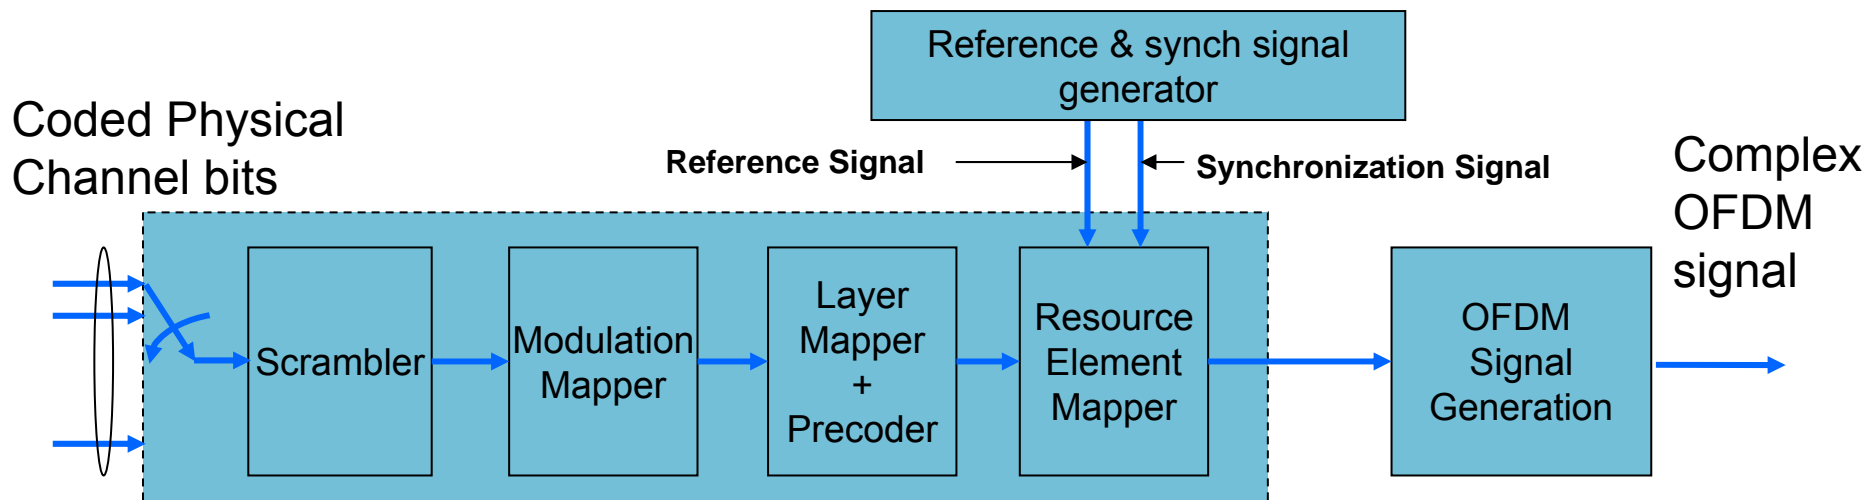 Reference & synch signal
generator
Coded Physical
Channel bits
Reference Signal
Synchronization Signal
Complex
OFDM
signal
Scrambler
Modulation
Mapper
Layer
Mapper
+
Precoder
Resource
Element
Mapper
OFDM
Signal
Generation